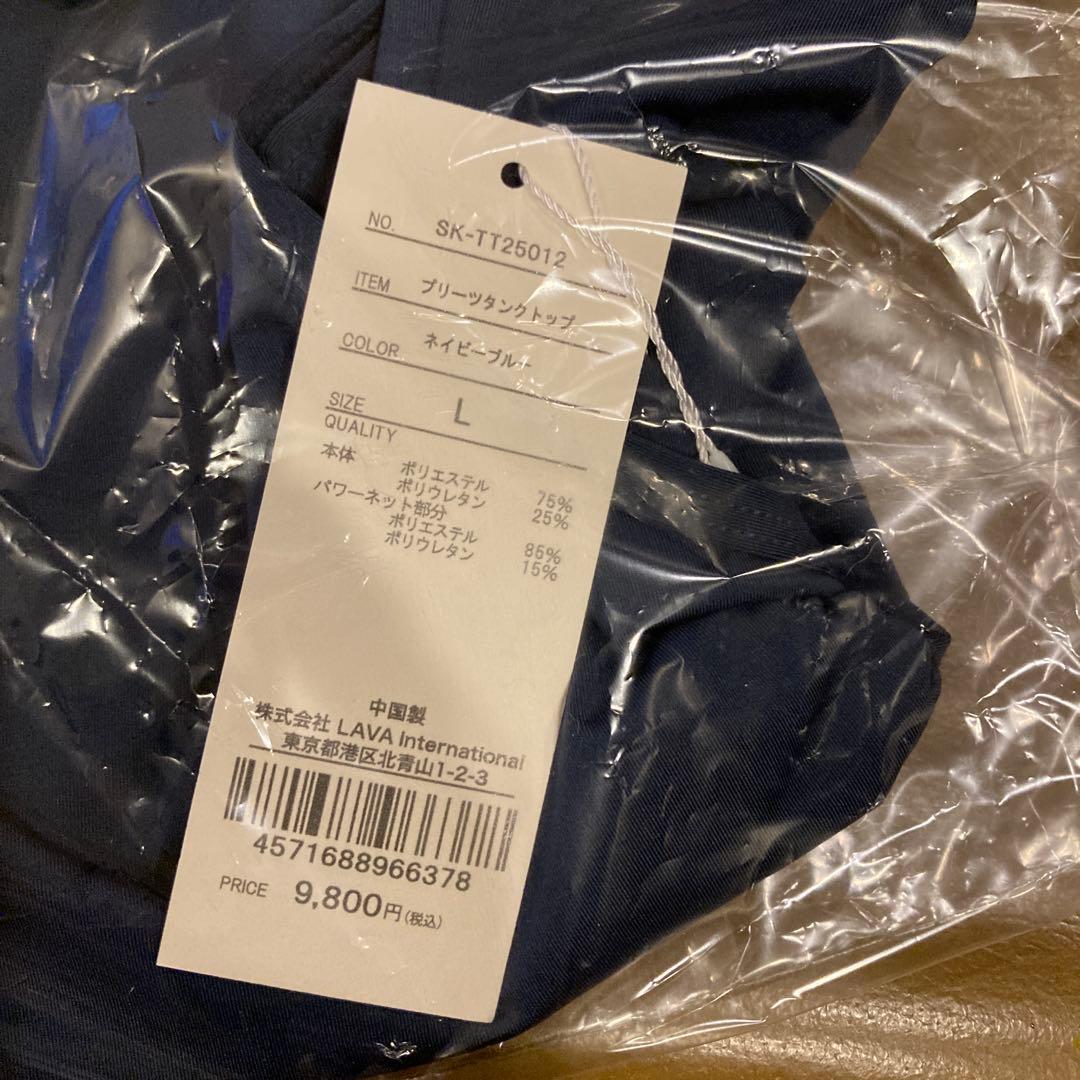 NO. SK-TT25012
ITEM プリーツタンクトップ
COLOR ネイビーブルー
SIZE L
QUALITY
本体 ポリエステル 75%
ポリウレタン 25%
パワーネット部分
ポリエステル 85%
ポリウレタン 15%
中国製
株式会社 LAVA International
東京都港区北青山1-2-3
4571688966378
PRICE 9,800円(税込)